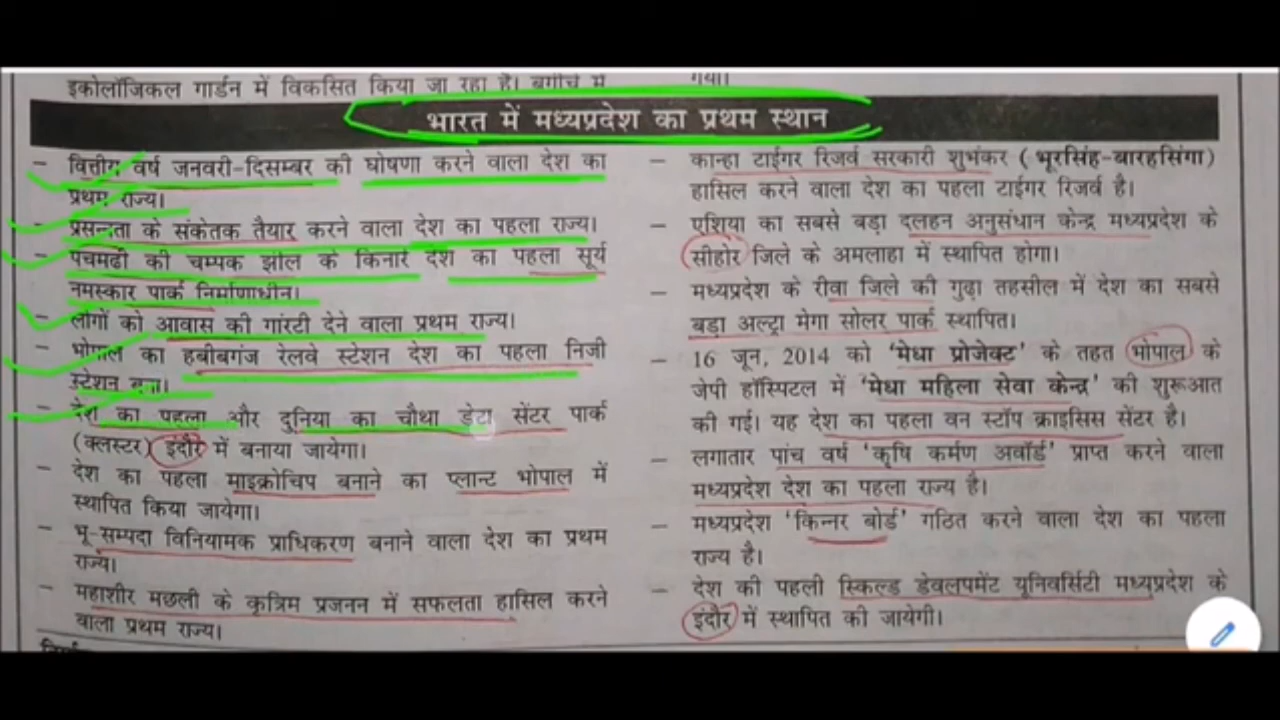 इकोलॉजिकल गार्डन में विकसित किया जा रहा है। बगीचे में
गया।
भारत में मध्यप्रदेश का प्रथम स्थान
– वित्तीय वर्ष जनवरी-दिसम्बर की घोषणा करने वाला देश का
प्रथम राज्य।
– प्रसन्नता के संकेतक तैयार करने वाला देश का पहला राज्य।
– पचमढी की चम्पक झील के किनारे देश का पहला सूर्य
नमस्कार पार्क निर्माणाधीन।
– लोगों को आवास की गांरटी देने वाला प्रथम राज्य।
– भोपाल का हबीबगंज रेलवे स्टेशन देश का पहला निजी
स्टेशन बना।
– देश का पहला और दुनिया का चौथा डेटा सेंटर पार्क
(क्लस्टर) इंदौर में बनाया जायेगा।
– देश का पहला माइक्रोचिप बनाने का प्लान्ट भोपाल में
स्थापित किया जायेगा।
– भू-सम्पदा विनियामक प्राधिकरण बनाने वाला देश का प्रथम
राज्य।
– महाशीर मछली के कृत्रिम प्रजनन में सफलता हासिल करने
वाला प्रथम राज्य।
– कान्हा टाईगर रिजर्व सरकारी शुभंकर (भूरसिंह-बारहसिंगा)
हासिल करने वाला देश का पहला टाईगर रिजर्व है।
– एशिया का सबसे बड़ा दलहन अनुसंधान केन्द्र मध्यप्रदेश के
सीहोर जिले के अमलाहा में स्थापित होगा।
– मध्यप्रदेश के रीवा जिले की गुढ़ा तहसील में देश का सबसे
बड़ा अल्ट्रा मेगा सोलर पार्क स्थापित।
– 16 जून, 2014 को 'मेधा प्रोजेक्ट' के तहत भोपाल के
जेपी हॉस्पिटल में 'मेधा महिला सेवा केन्द्र' की शुरूआत
की गई। यह देश का पहला वन स्टॉप क्राइसिस सेंटर है।
– लगातार पांच वर्ष 'कृषि कर्मण अवॉर्ड' प्राप्त करने वाला
मध्यप्रदेश देश का पहला राज्य है।
– मध्यप्रदेश 'किन्नर बोर्ड' गठित करने वाला देश का पहला
राज्य है।
– देश की पहली स्किल्ड डेवलपमेंट यूनिवर्सिटी मध्यप्रदेश के
इंदौर में स्थापित की जायेगी।